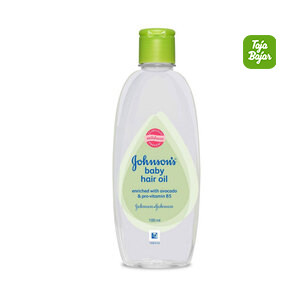 Taja
Bajar
Johnson's
baby
hair oil
enriched with avocado
& pro-vitamin B5
Johnson & Johnson